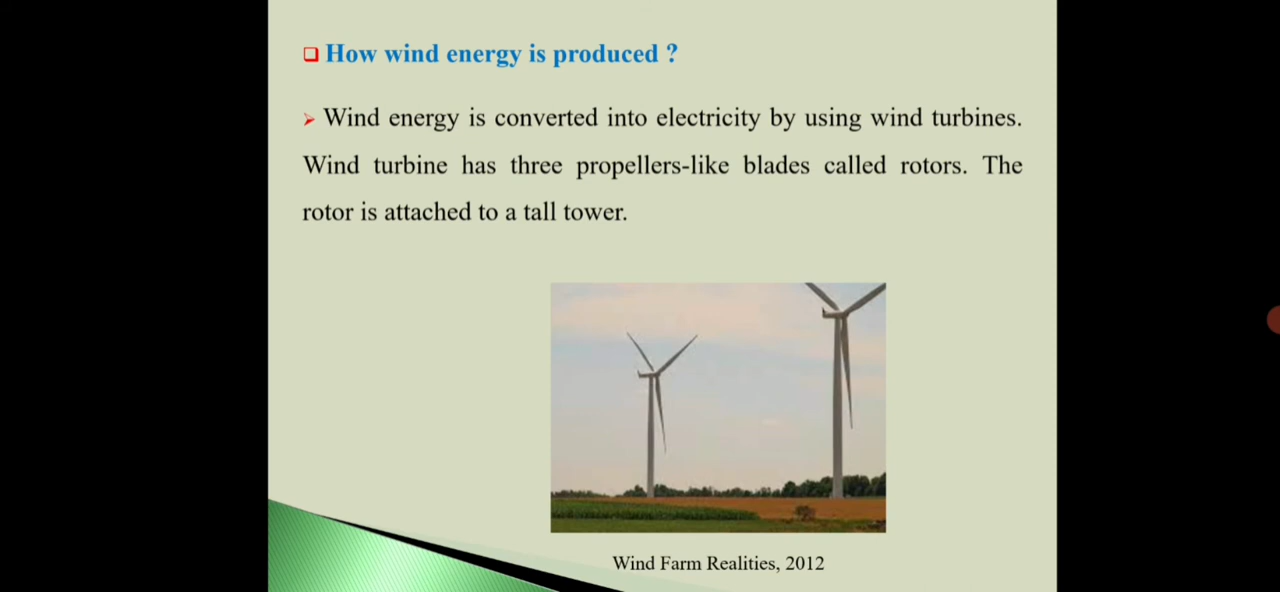 How wind energy is produced ?
Wind energy is converted into electricity by using wind turbines.
Wind turbine has three propellers-like blades called rotors. The
rotor is attached to a tall tower.
Wind Farm Realities, 2012